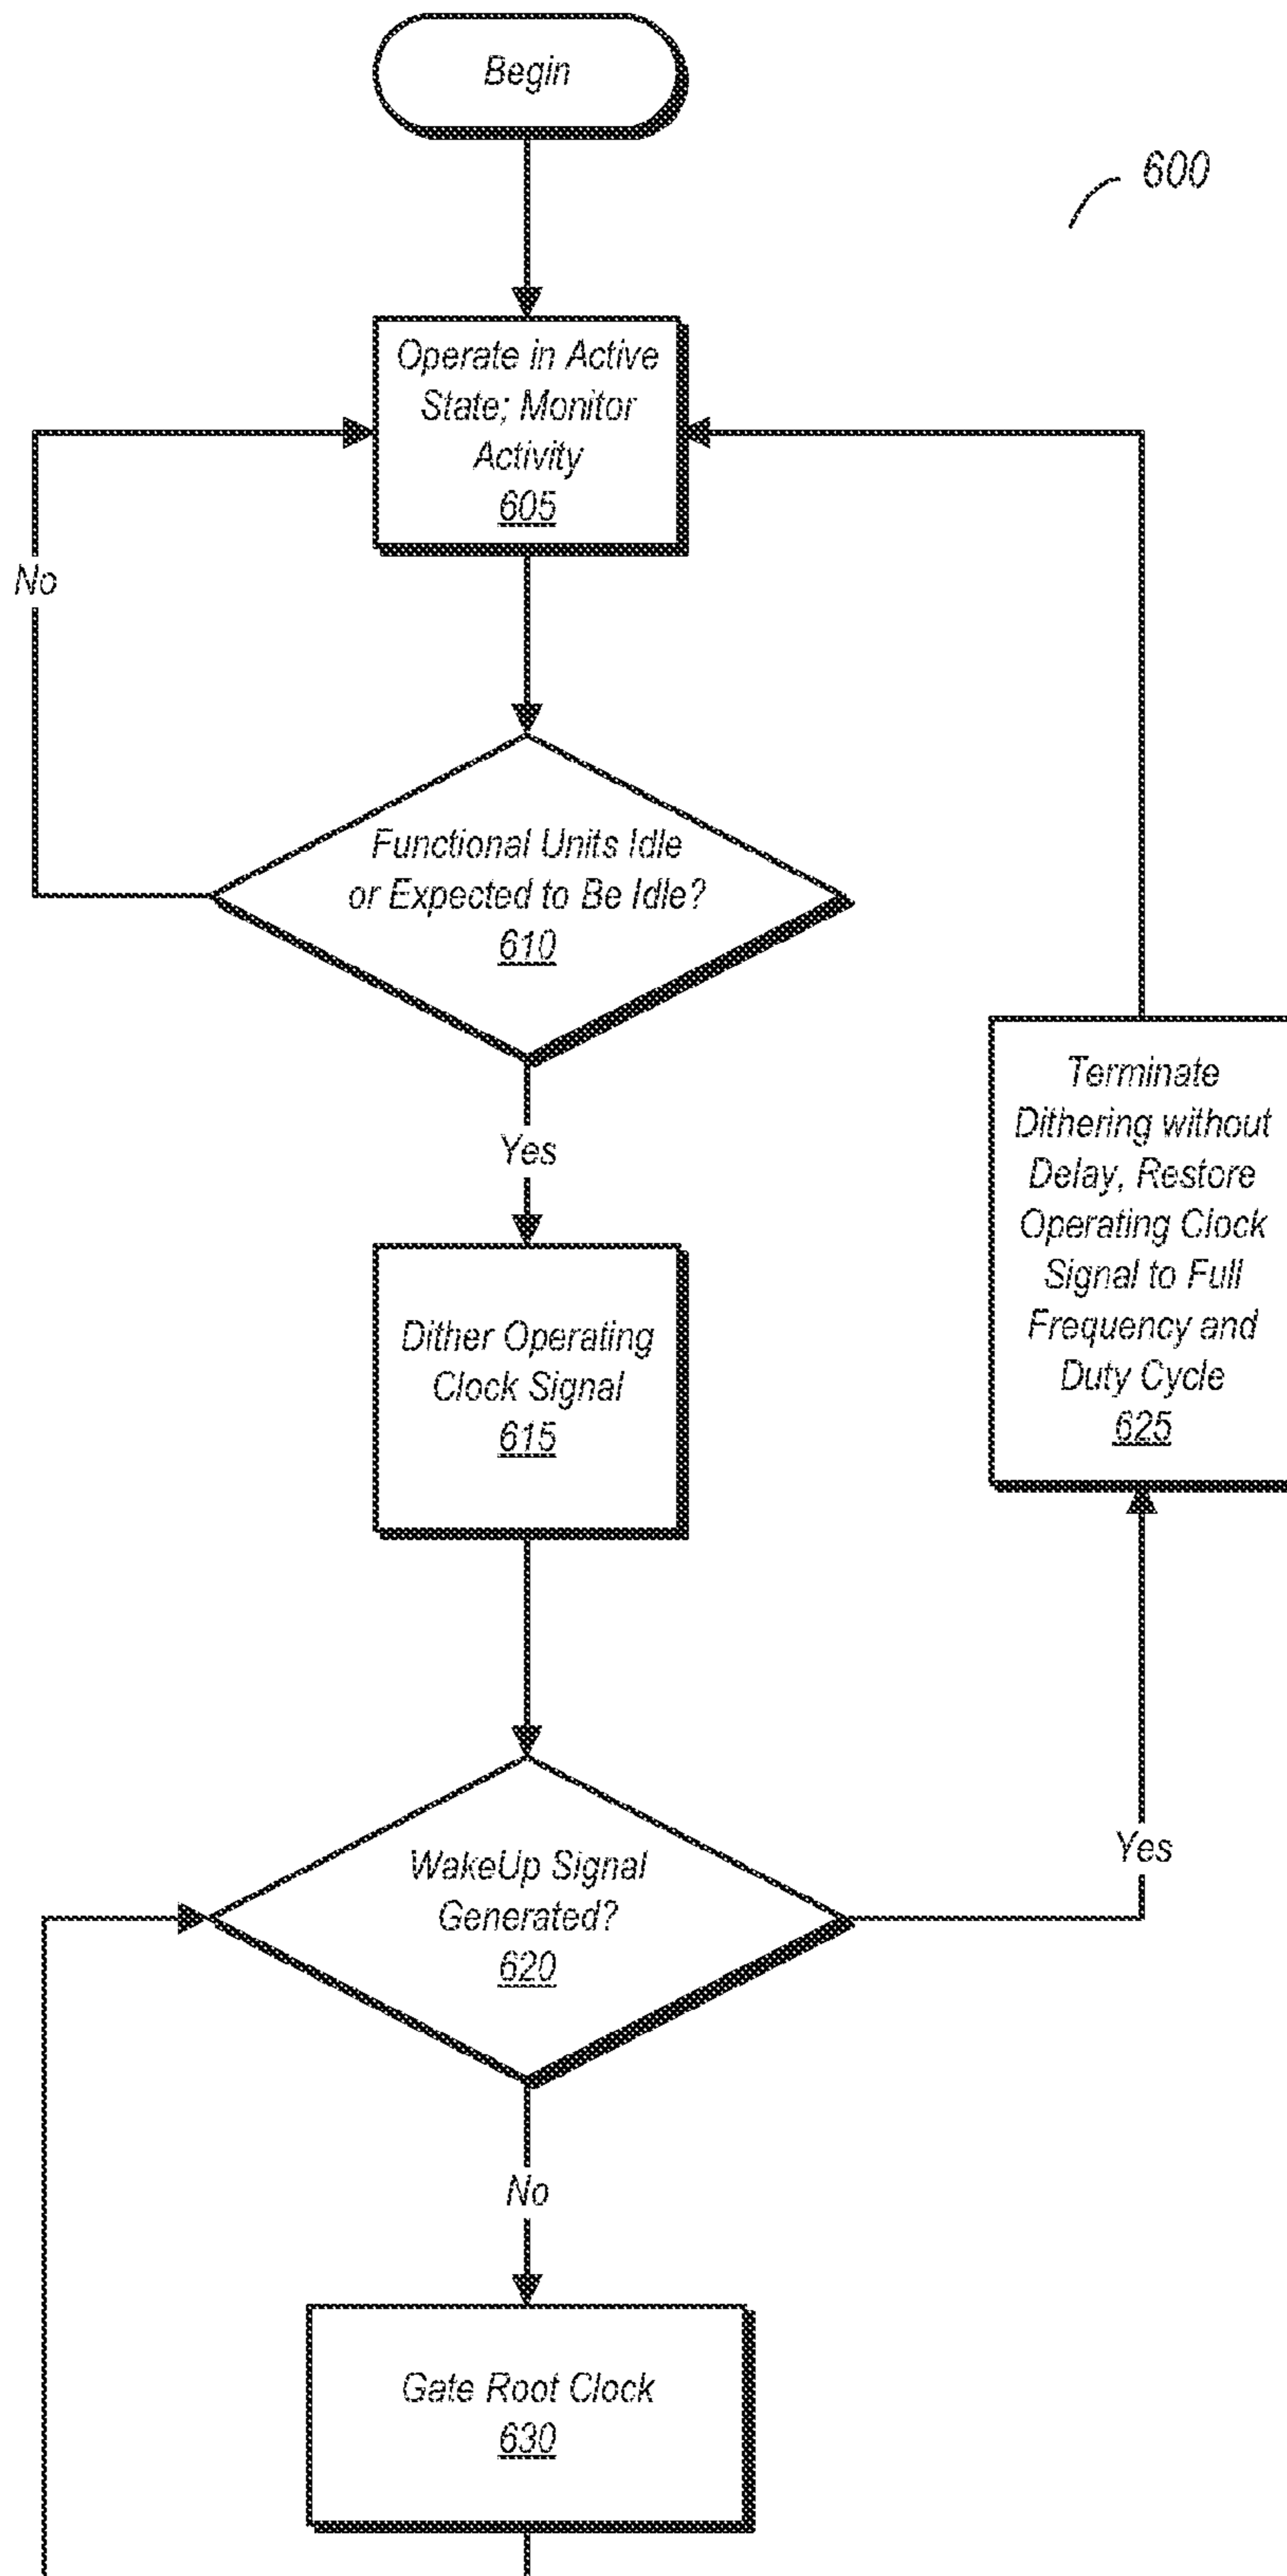 Begin
600
Operate in Active
State; Monitor
Activity
605
No
Functional Units Idle
or Expected to Be Idle?
610
Yes
Terminate
Dithering without
Delay, Restore
Operating Clock
Signal to Full
Frequency and
Duty Cycle
625
Dither Operating
Clock Signal
615
WakeUp Signal
Generated?
620
Yes
No
Gate Root Clock
630